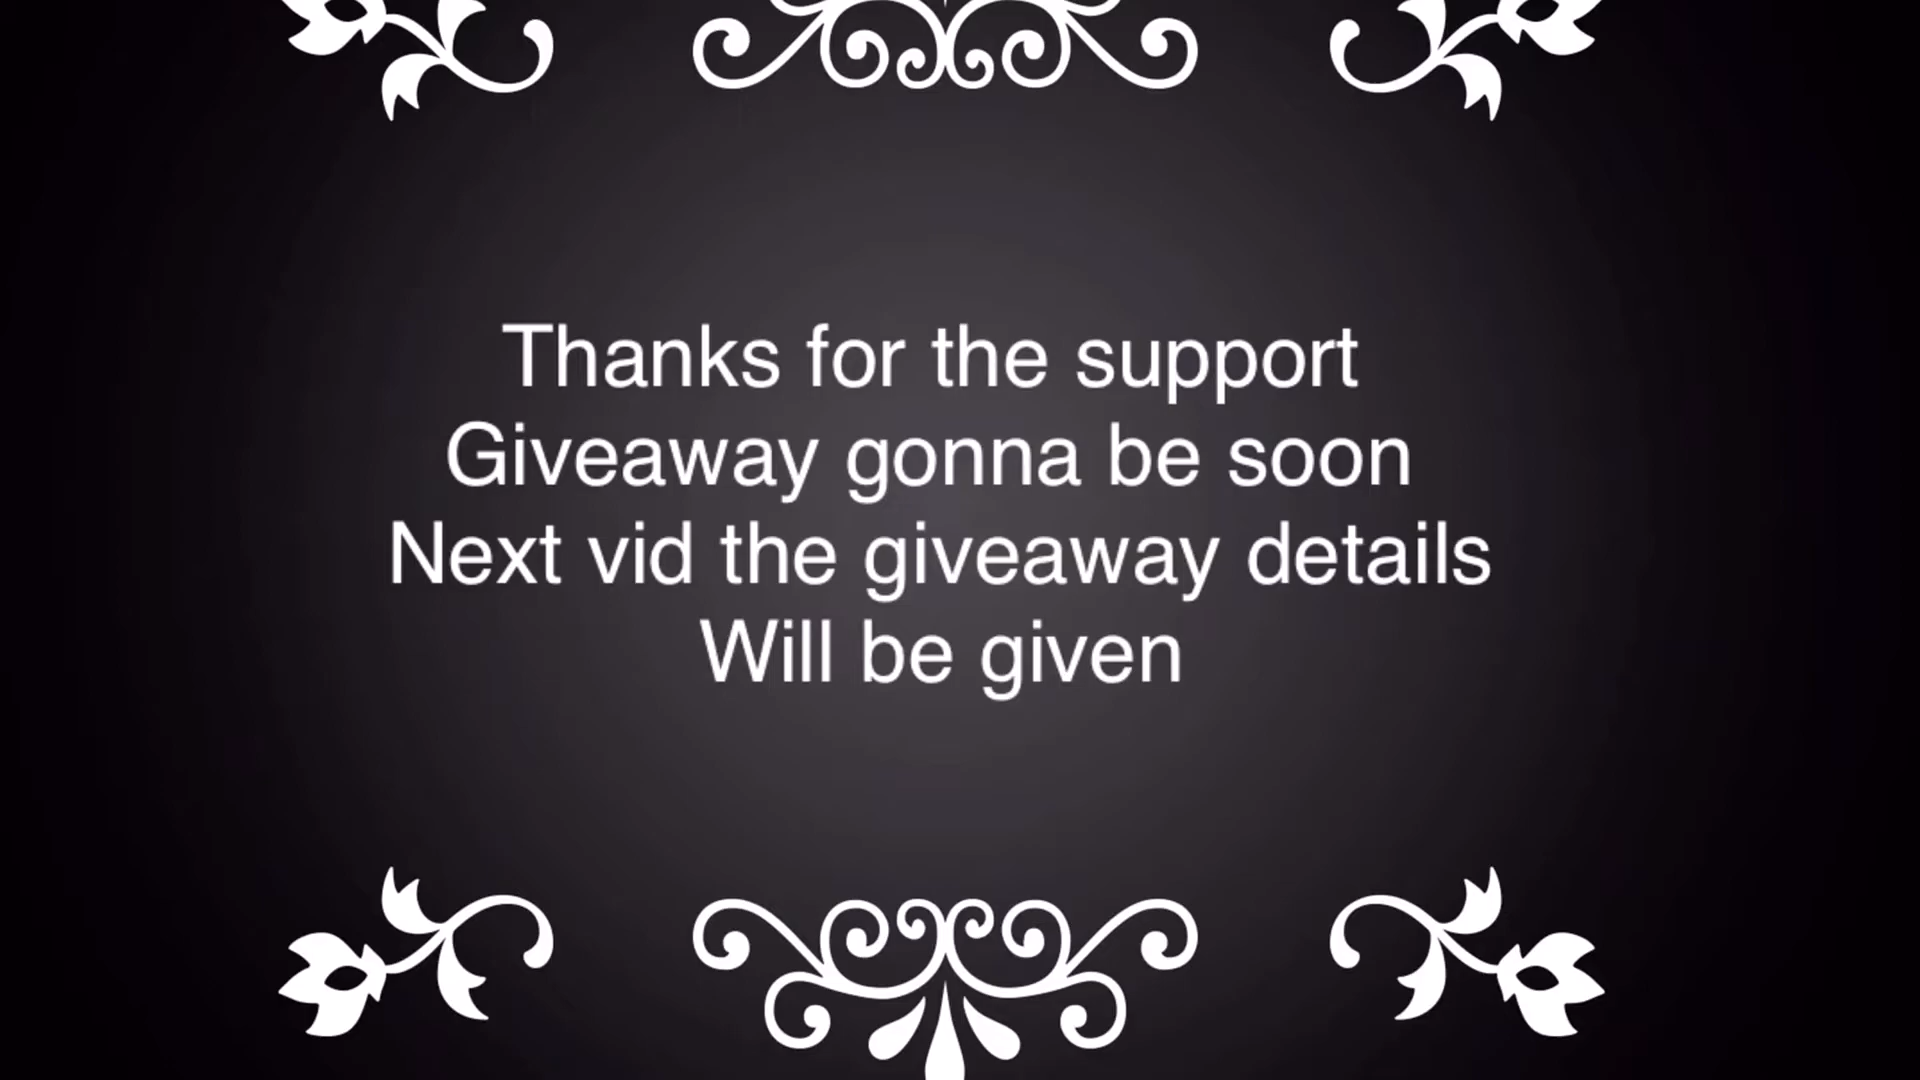 Thanks for the support
Giveaway gonna be soon
Next vid the giveaway details
Will be given